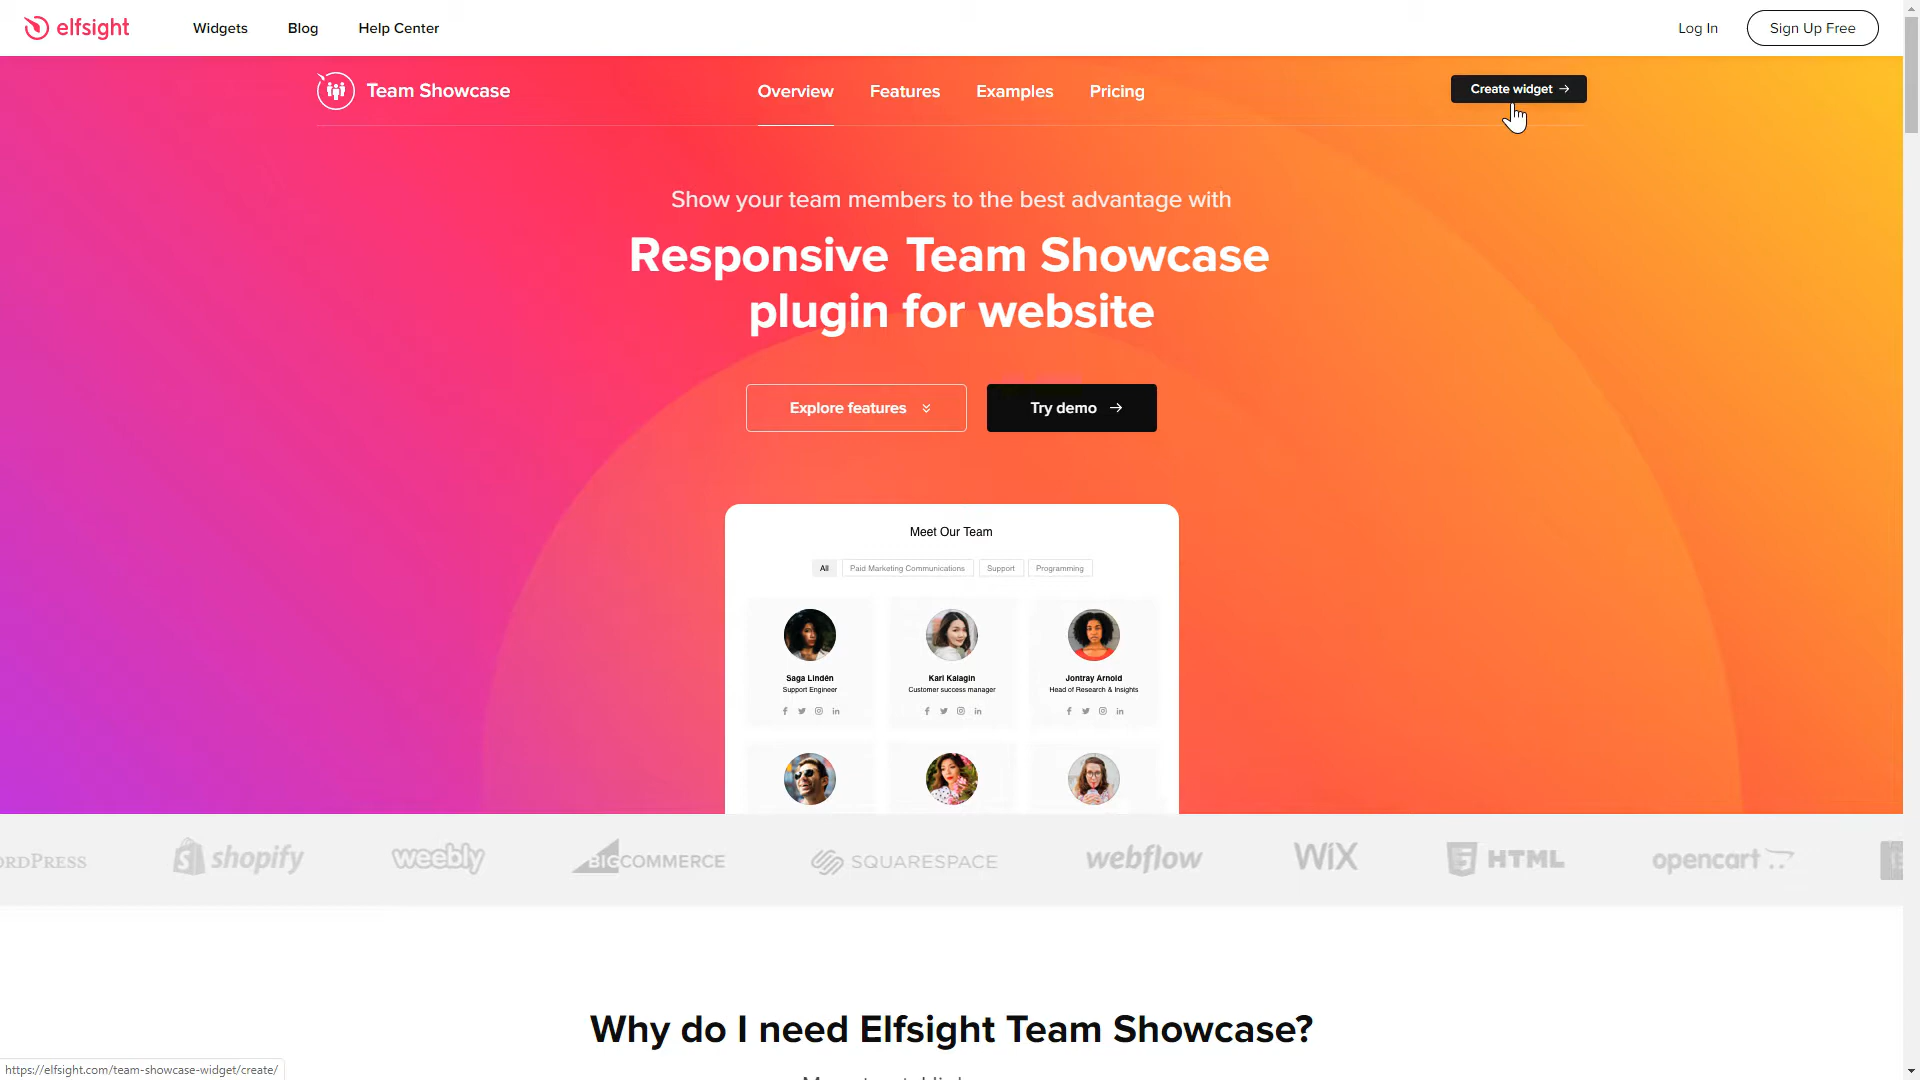 elfsight
Widgets
Blog
Help Center
Log In
Sign Up Free
Team Showcase
Overview
Features
Examples
Pricing
Create widget
Show your team members to the best advantage with
Responsive Team Showcase
plugin for website
Explore features
Try demo
Meet Our Team
All
Paid Marketing Communications
Support
Programming
Saga Lindén
Support Engineer
Kari Kalagin
Customer success manager
Jontray Arnold
Head of Research & Insights
ORDPRESS
shopify
weebly
BIGCOMMERCE
SQUARESPACE
webflow
WiX
HTML
opencart
Why do I need Elfsight Team Showcase?
https://elfsight.com/team-showcase-widget/create/